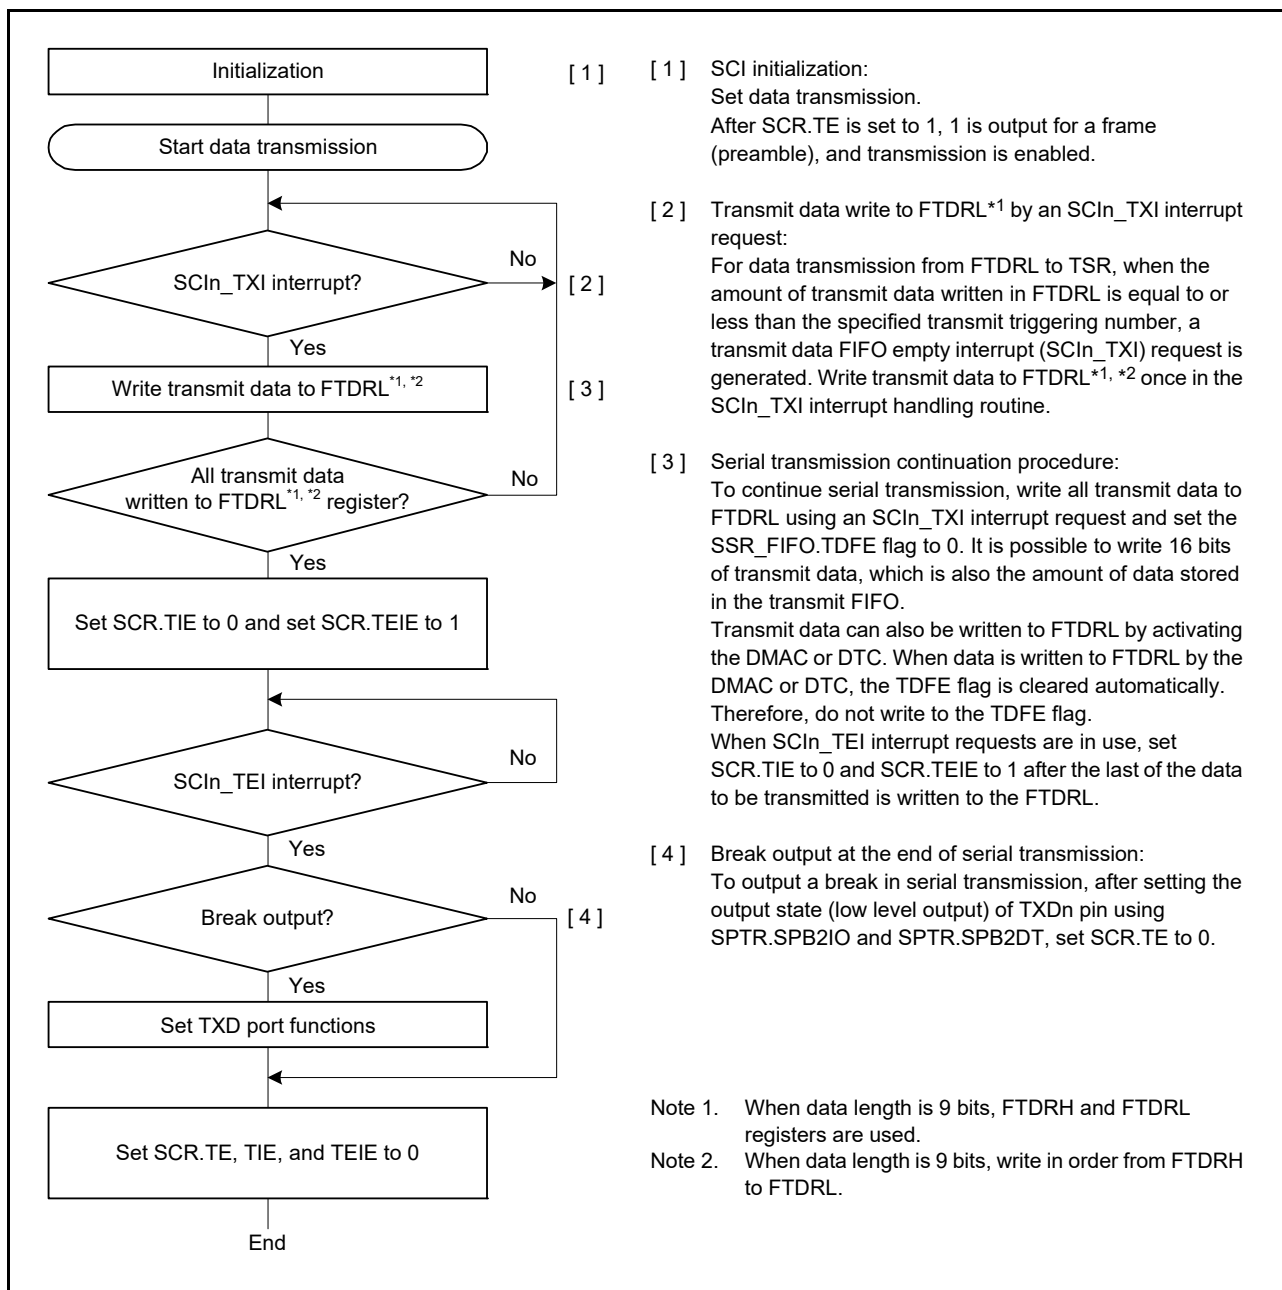 Initialization
[ 1 ]
Start data transmission
SCIn_TXI interrupt?
No
[ 2 ]
Yes
Write transmit data to FTDRL*1, *2
[ 3 ]
All transmit data
written to FTDRL*1, *2 register?
No
Yes
Set SCR.TIE to 0 and set SCR.TEIE to 1
SCIn_TEI interrupt?
No
Yes
Break output?
No
[ 4 ]
Yes
Set TXD port functions
Set SCR.TE, TIE, and TEIE to 0
End
[ 1 ] SCI initialization:
Set data transmission.
After SCR.TE is set to 1, 1 is output for a frame
(preamble), and transmission is enabled.
[ 2 ] Transmit data write to FTDRL*1 by an SCIn_TXI interrupt
request:
For data transmission from FTDRL to TSR, when the
amount of transmit data written in FTDRL is equal to or
less than the specified transmit triggering number, a
transmit data FIFO empty interrupt (SCIn_TXI) request is
generated. Write transmit data to FTDRL*1, *2 once in the
SCIn_TXI interrupt handling routine.
[ 3 ] Serial transmission continuation procedure:
To continue serial transmission, write all transmit data to
FTDRL using an SCIn_TXI interrupt request and set the
SSR_FIFO.TDFE flag to 0. It is possible to write 16 bits
of transmit data, which is also the amount of data stored
in the transmit FIFO.
Transmit data can also be written to FTDRL by activating
the DMAC or DTC. When data is written to FTDRL by the
DMAC or DTC, the TDFE flag is cleared automatically.
Therefore, do not write to the TDFE flag.
When SCIn_TEI interrupt requests are in use, set
SCR.TIE to 0 and SCR.TEIE to 1 after the last of the data
to be transmitted is written to the FTDRL.
[ 4 ] Break output at the end of serial transmission:
To output a break in serial transmission, after setting the
output state (low level output) of TXDn pin using
SPTR.SPB2IO and SPTR.SPB2DT, set SCR.TE to 0.
Note 1. When data length is 9 bits, FTDRH and FTDRL
registers are used.
Note 2. When data length is 9 bits, write in order from FTDRH
to FTDRL.